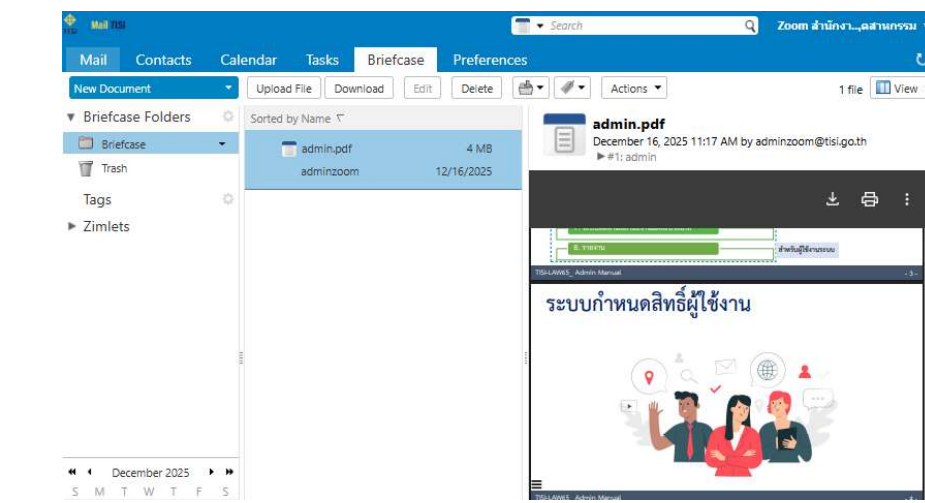 Mail TISI
Search
Zoom สำนักงา...,ตสาหกรรม
Mail Contacts Calendar Tasks Briefcase Preferences
New Document
Upload File Download Edit Delete Actions 1 file View
Briefcase Folders
Briefcase
Trash
Tags
Zimlets
Sorted by Name
admin.pdf 4 MB
adminzoom 12/16/2025
admin.pdf
December 16, 2025 11:17 AM by adminzoom@tisi.go.th
#1: admin
8. รายงาน
สำหรับผู้ใช้งานระบบ
TISI-LAW65_ Admin Manual - 3 -
ระบบกำหนดสิทธิ์ผู้ใช้งาน
TISI-LAW65_ Admin Manual - 4 -
December 2025
S M T W T F S